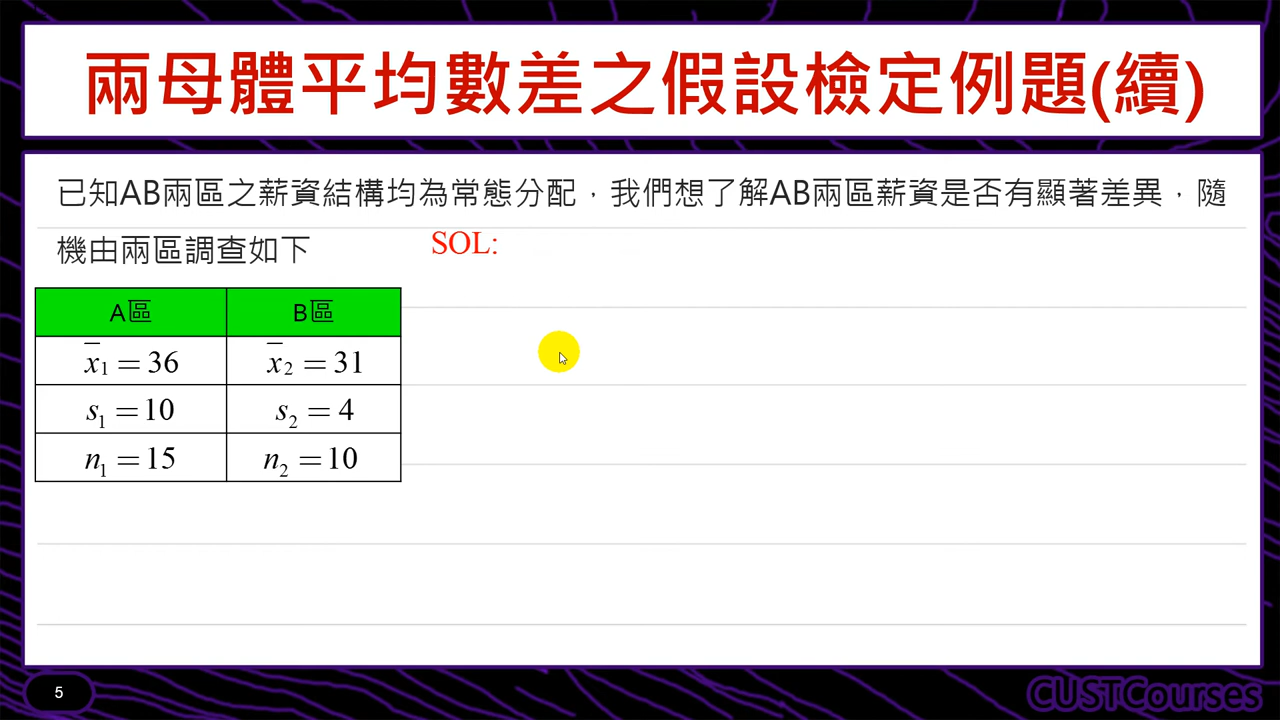 兩母體平均數差之假設檢定例題(續)
已知AB兩區之薪資結構均為常態分配，我們想了解AB兩區薪資是否有顯著差異，隨
機由兩區調查如下
SOL:
A區 B區
x̅₁ = 36 x̅₂ = 31
s₁ = 10 s₂ = 4
n₁ = 15 n₂ = 10
5
CUSTCourses